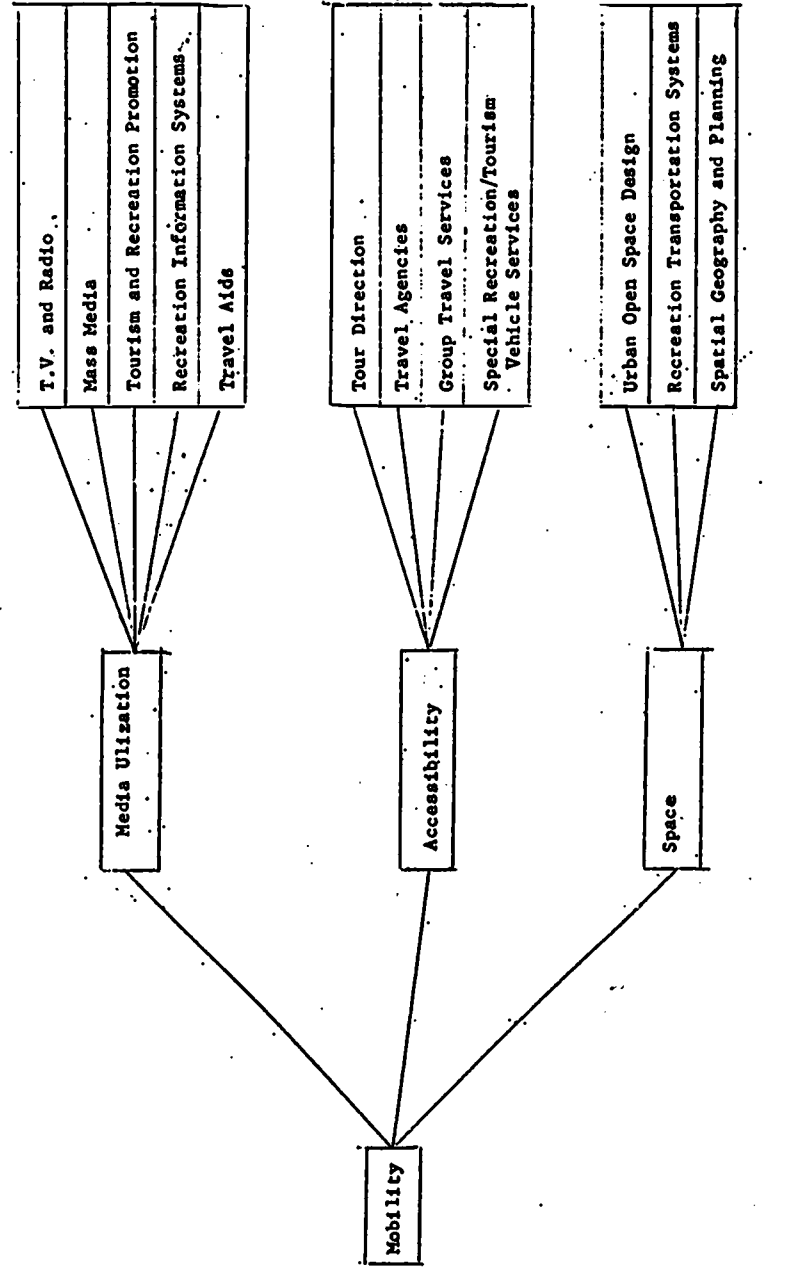 Mobility
Media Ulization
T.V. and Radio
Mass Media
Tourism and Recreation Promotion
Recreation Information Systems
Travel Aids
Accessibility
Tour Direction
Travel Agencies
Group Travel Services
Special Recreation/Tourism
Vehicle Services
Space
Urban Open Space Design
Recreation Transportation Systems
Spatial Geography and Planning